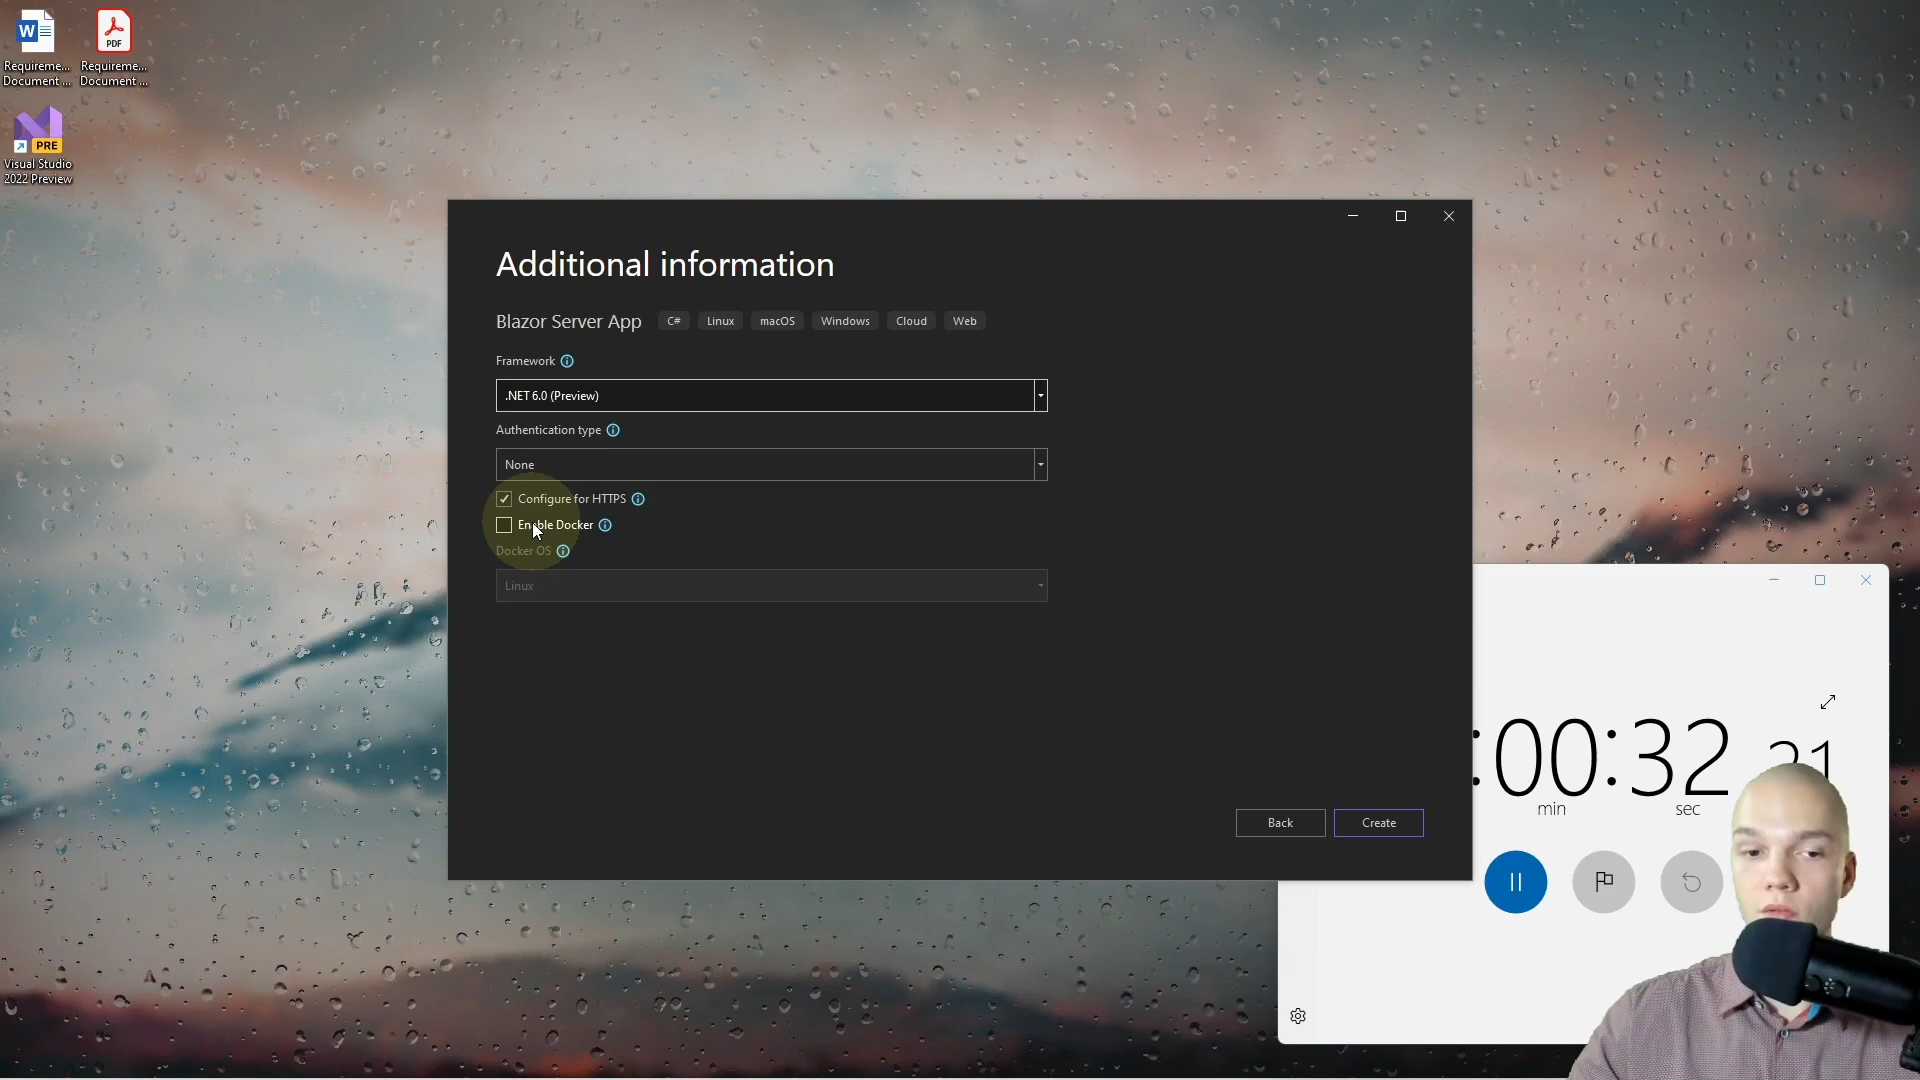 Requireme...
Document ...
Requireme...
Document ...
PDF
W
PRE
Visual Studio
2022 Preview
Additional information
Blazor Server App
C#
Linux
macOS
Windows
Cloud
Web
Framework
.NET 6.0 (Preview)
Authentication type
None
Configure for HTTPS
Enable Docker
Docker OS
Linux
Back
Create
:00:32
min
sec